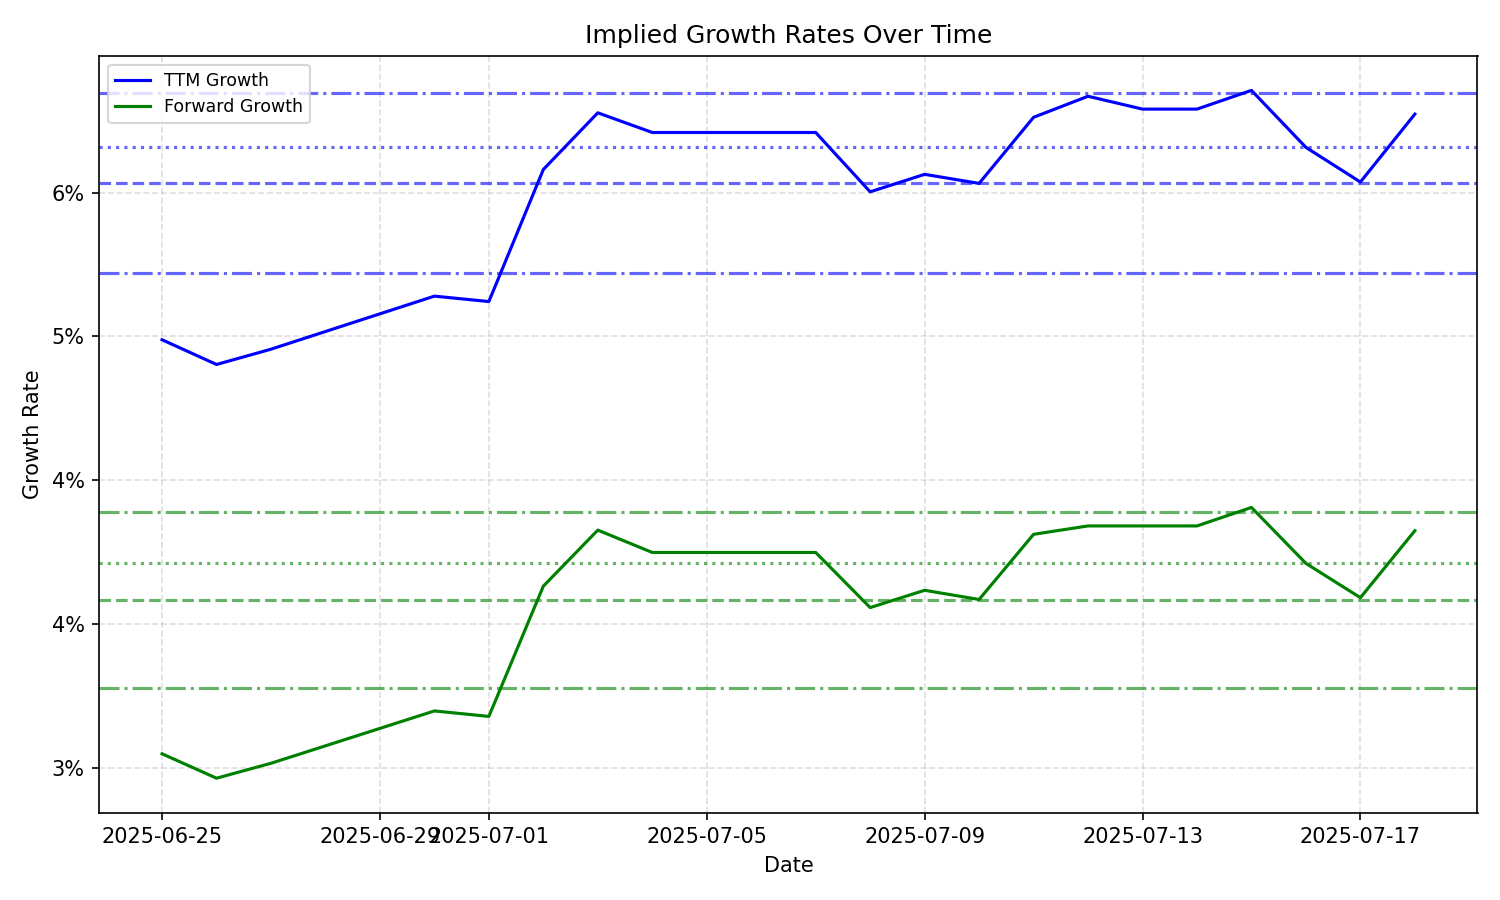 Implied Growth Rates Over Time
TTM Growth
Forward Growth
6%
5%
4%
4%
3%
Growth Rate
2025-06-25
2025-06-29
2025-07-01
2025-07-05
2025-07-09
2025-07-13
2025-07-17
Date